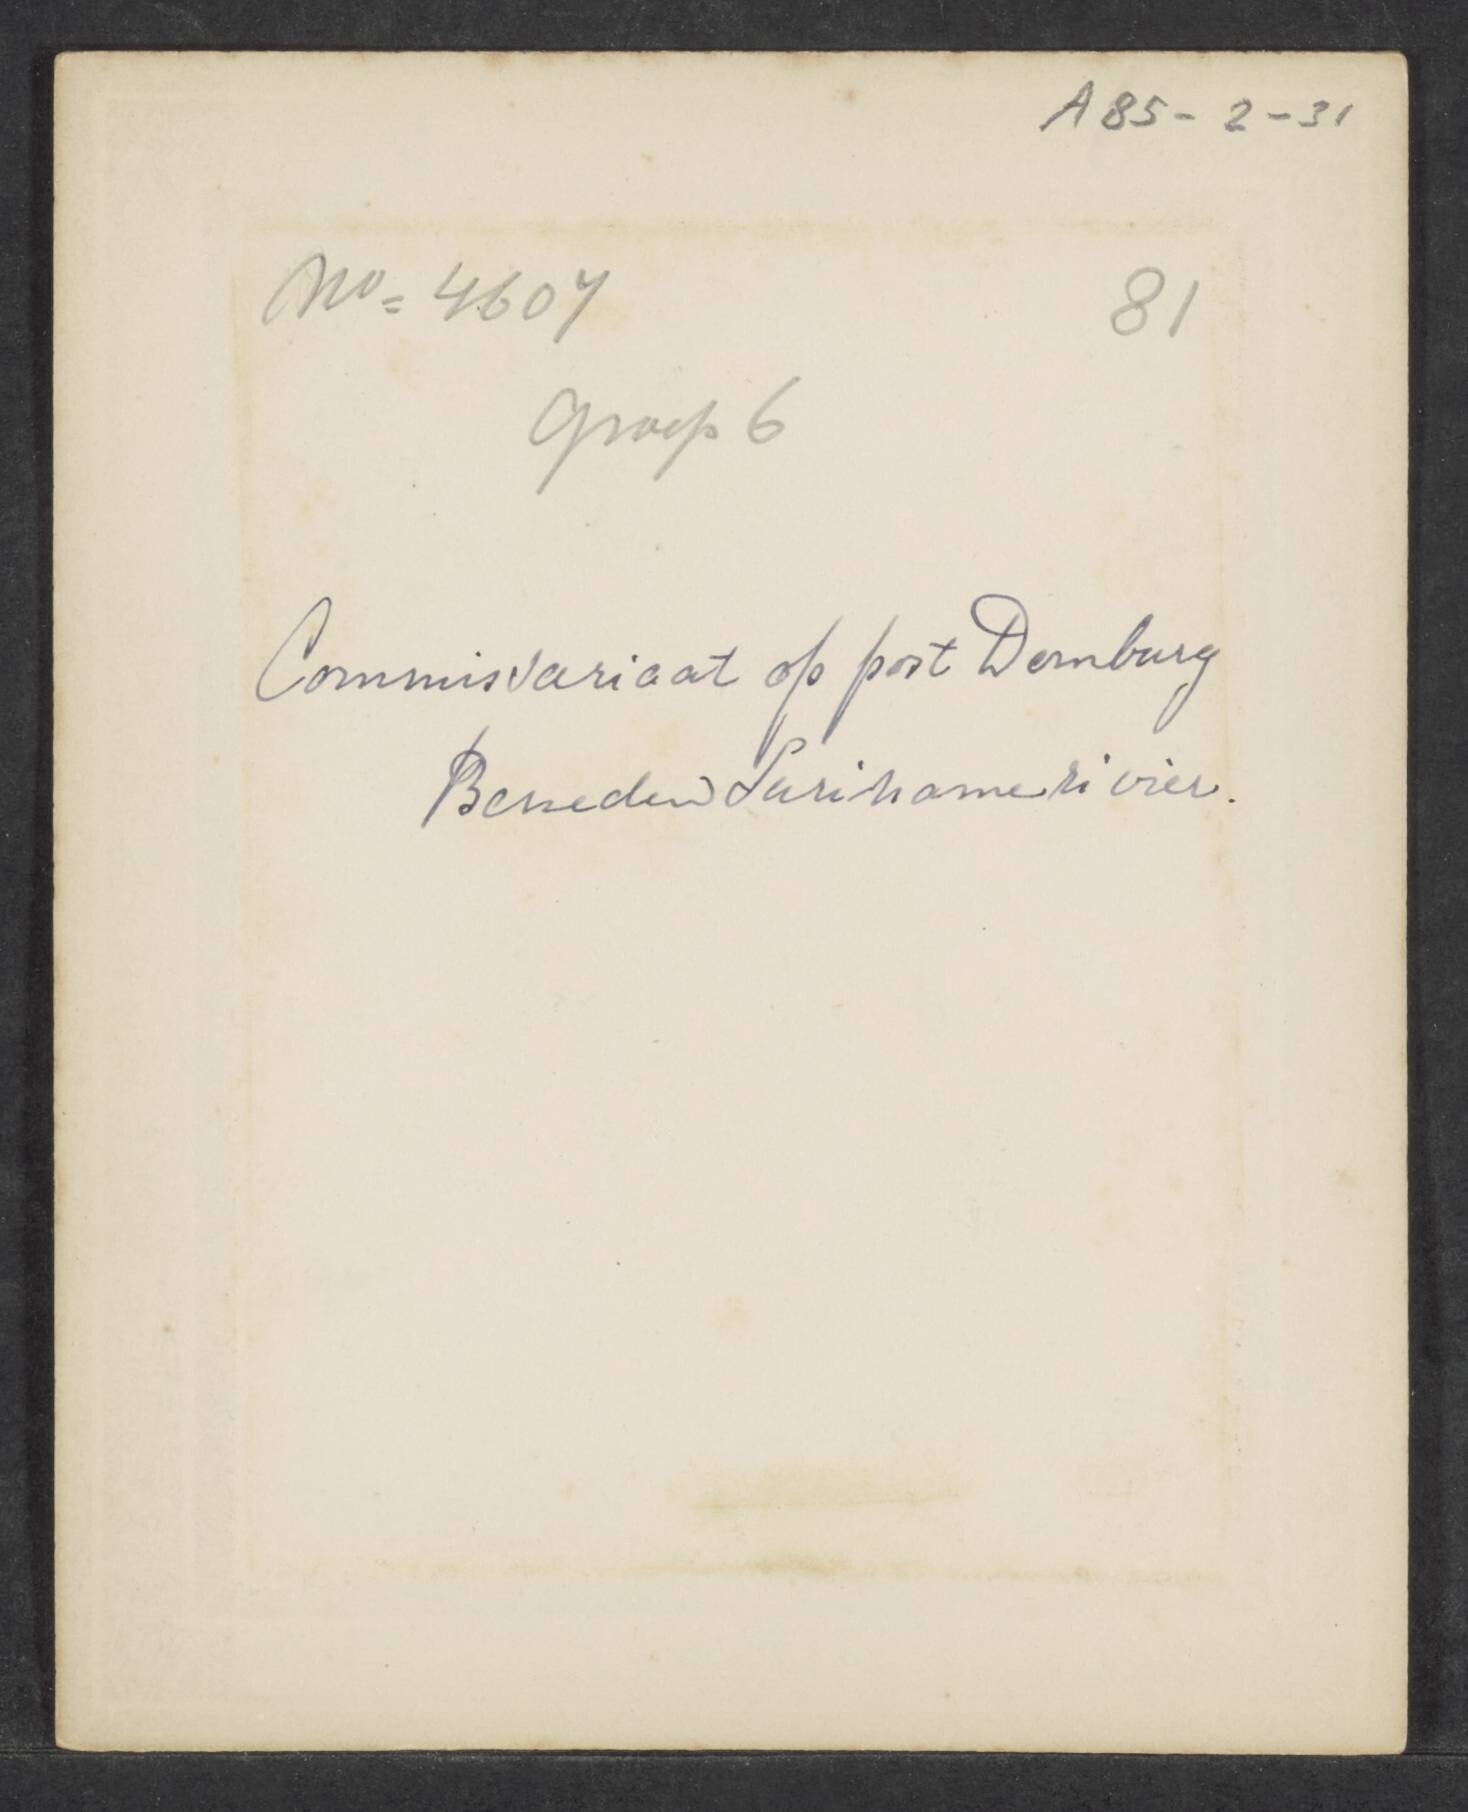 A85-2-31
No= 4607 81
groep 6
Commissariaat op post Domburg
Beneden Surinamerivier.